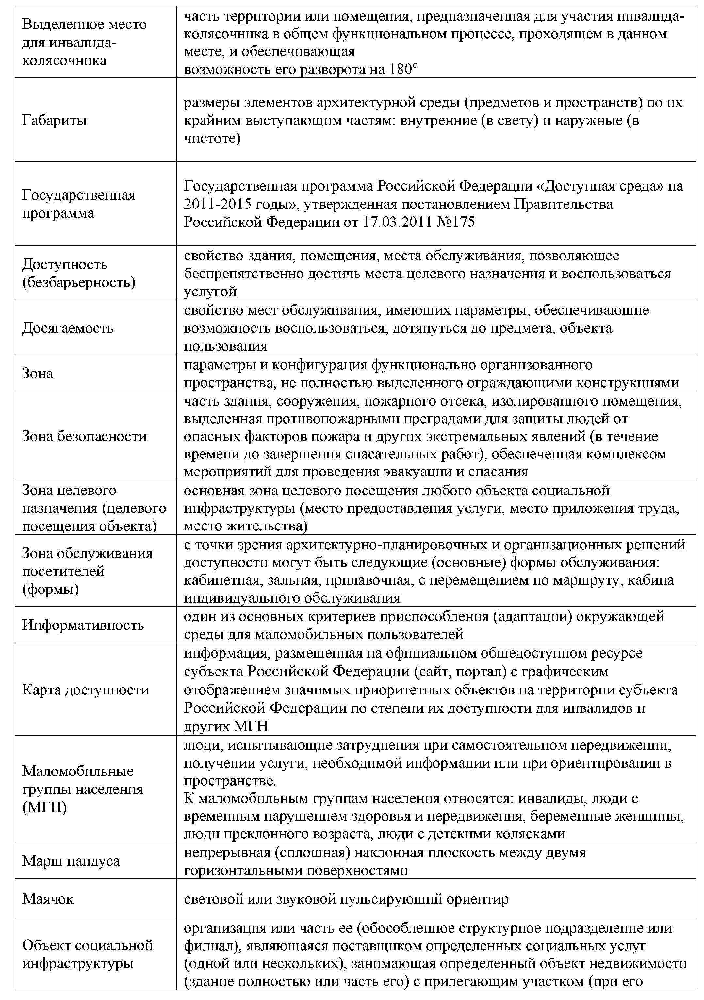 Выделенное место
для инвалида-
колясочника
часть территории или помещения, предназначенная для участия инвалида-
колясочника в общем функциональном процессе, проходящем в данном
месте, и обеспечивающая
возможность его разворота на 180°
Габариты
размеры элементов архитектурной среды (предметов и пространств) по их
крайним выступающим частям: внутренние (в свету) и наружные (в
чистоте)
Государственная
программа
Государственная программа Российской Федерации «Доступная среда» на
2011-2015 годы», утвержденная постановлением Правительства
Российской Федерации от 17.03.2011 №175
Доступность
(безбарьерность)
свойство здания, помещения, места обслуживания, позволяющее
беспрепятственно достичь места целевого назначения и воспользоваться
услугой
Досягаемость
свойство мест обслуживания, имеющих параметры, обеспечивающие
возможность воспользоваться, дотянуться до предмета, объекта
пользования
Зона
параметры и конфигурация функционально организованного
пространства, не полностью выделенного ограждающими конструкциями
Зона безопасности
часть здания, сооружения, пожарного отсека, изолированного помещения,
выделенная противопожарными преградами для защиты людей от
опасных факторов пожара и других экстремальных явлений (в течение
времени до завершения спасательных работ), обеспеченная комплексом
мероприятий для проведения эвакуации и спасания
Зона целевого
назначения (целевого
посещения объекта)
основная зона целевого посещения любого объекта социальной
инфраструктуры (место предоставления услуги, место приложения труда,
место жительства)
Зона обслуживания
посетителей
(формы)
с точки зрения архитектурно-планировочных и организационных решений
доступности могут быть следующие (основные) формы обслуживания:
кабинетная, зальная, прилавочная, с перемещением по маршруту, кабина
индивидуального обслуживания
Информативность
один из основных критериев приспособления (адаптации) окружающей
среды для маломобильных пользователей
Карта доступности
информация, размещенная на официальном общедоступном ресурсе
субъекта Российской Федерации (сайт, портал) с графическим
отображением значимых приоритетных объектов на территории субъекта
Российской Федерации по степени их доступности для инвалидов и
других МГН
Маломобильные
группы населения
(МГН)
люди, испытывающие затруднения при самостоятельном передвижении,
получении услуги, необходимой информации или при ориентировании в
пространстве.
К маломобильным группам населения относятся: инвалиды, люди с
временным нарушением здоровья и передвижения, беременные женщины,
люди преклонного возраста, люди с детскими колясками
Марш пандуса
непрерывная (сплошная) наклонная плоскость между двумя
горизонтальными поверхностями
Маячок
световой или звуковой пульсирующий ориентир
Объект социальной
инфраструктуры
организация или часть ее (обособленное структурное подразделение или
филиал), являющаяся поставщиком определенных социальных услуг
(одной или нескольких), занимающая определенный объект недвижимости
(здание полностью или часть его) с прилегающим участком (при его